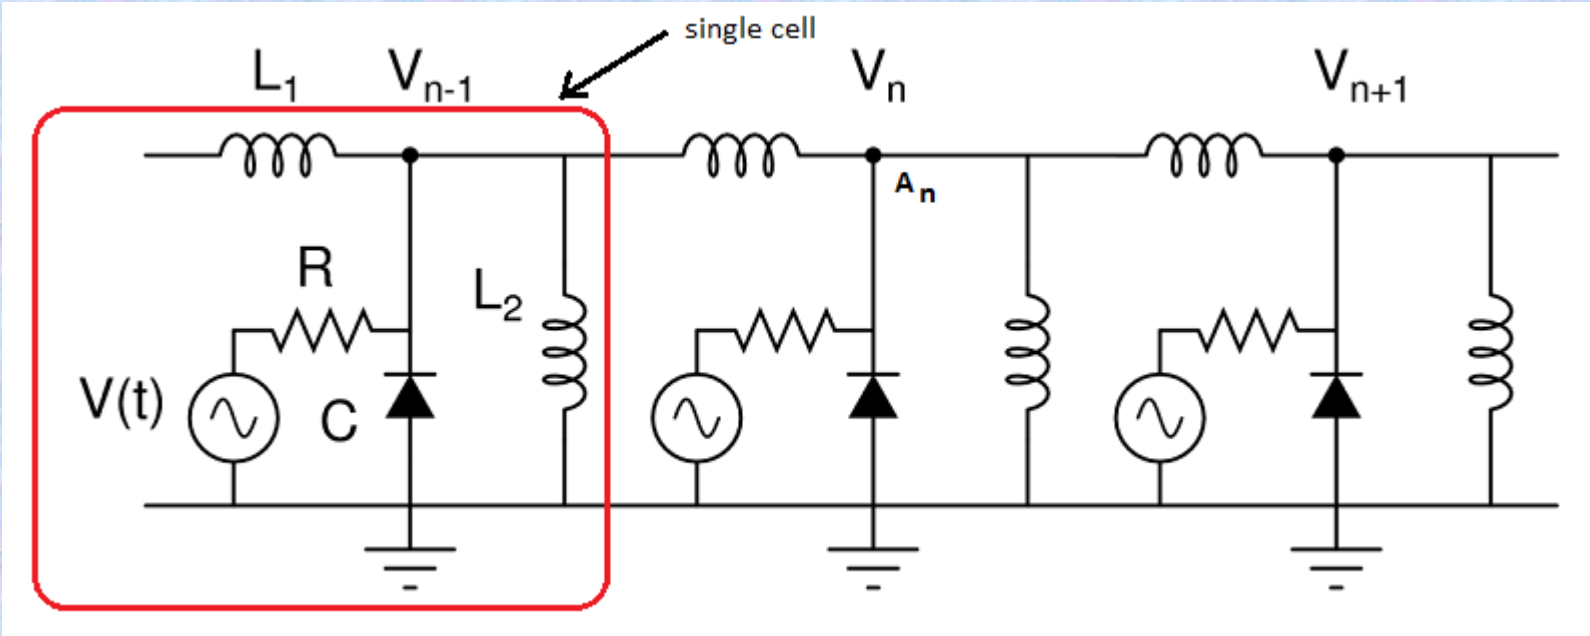 single cell
L₁
Vₙ₋₁
Vₙ
Vₙ₊₁
Aₙ
R
L₂
V(t)
C